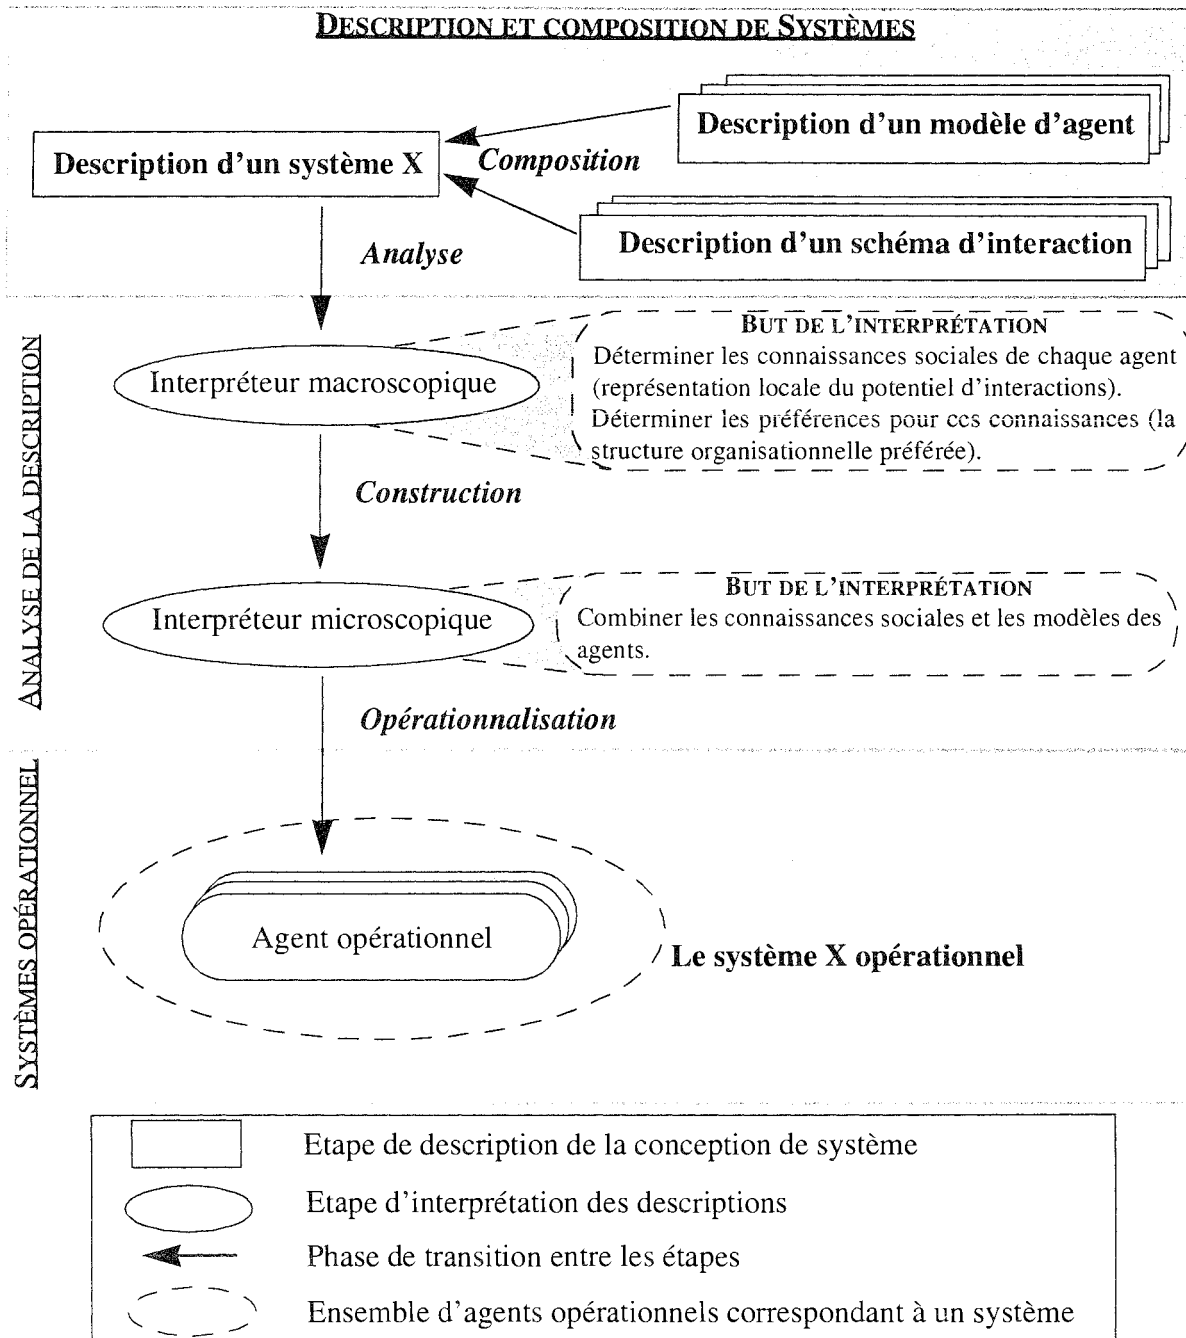 DESCRIPTION ET COMPOSITION DE SYSTÈMES
Description d'un modèle d'agent
Composition
Description d'un système X
Description d'un schéma d'interaction
Analyse
ANALYSE DE LA DESCRIPTION
BUT DE L'INTERPRÉTATION
Déterminer les connaissances sociales de chaque agent
(représentation locale du potentiel d'interactions).
Déterminer les préférences pour ces connaissances (la
structure organisationnelle préférée).
Interpréteur macroscopique
Construction
BUT DE L'INTERPRÉTATION
Combiner les connaissances sociales et les modèles des
agents.
Interpréteur microscopique
Opérationnalisation
SYSTÈMES OPÉRATIONNEL
Agent opérationnel
Le système X opérationnel
Etape de description de la conception de système
Etape d'interprétation des descriptions
Phase de transition entre les étapes
Ensemble d'agents opérationnels correspondant à un système